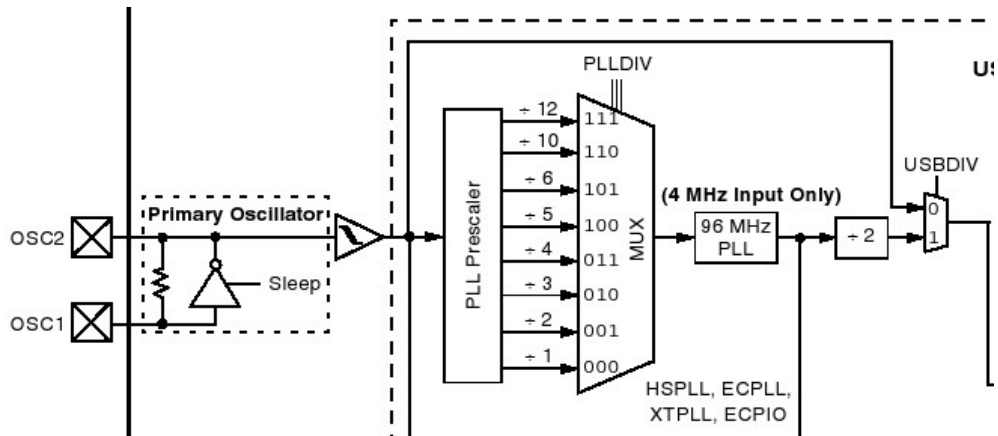 PLLDIV
US
÷ 12
111
÷ 10
110
USBDIV
÷ 6
101
(4 MHz Input Only)
Primary Oscillator
0
÷ 5
100
OSC2
PLL Prescaler
MUX
96 MHz
PLL
÷ 2
1
÷ 4
011
Sleep
÷ 3
010
OSC1
÷ 2
001
÷ 1
000
HSPLL, ECPLL,
XTPLL, ECPIO